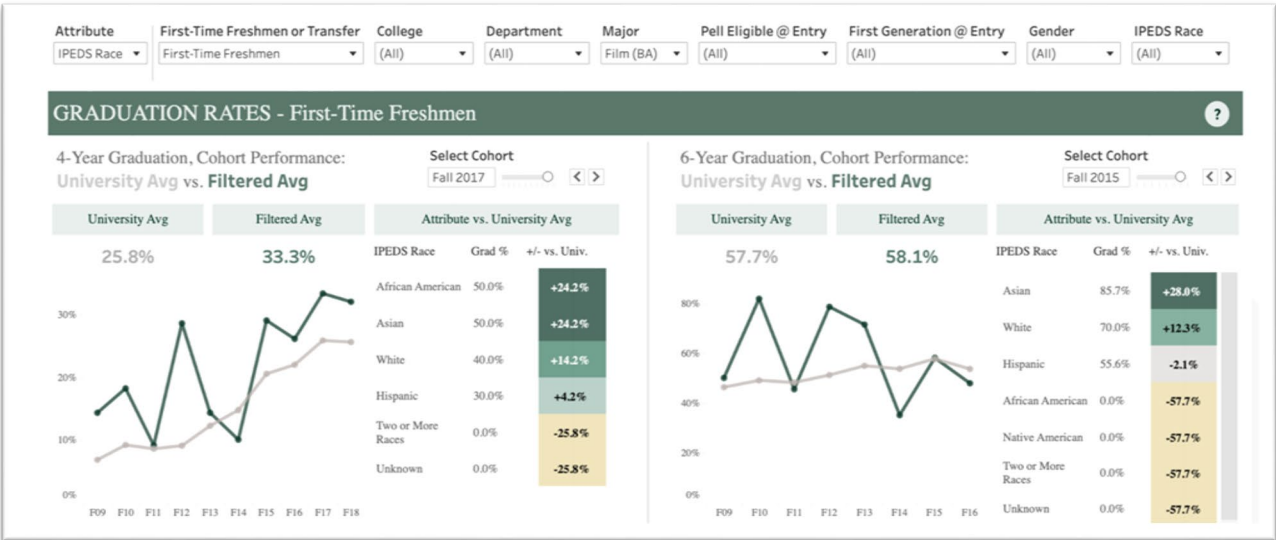 Attribute First-Time Freshmen or Transfer College Department Major Pell Eligible @ Entry First Generation @ Entry Gender IPEDS Race
IPEDS Race First-Time Freshmen (All) (All) Film (BA) (All) (All) (All) (All)
GRADUATION RATES - First-Time Freshmen ?
4-Year Graduation, Cohort Performance:
University Avg vs. Filtered Avg
Select Cohort
Fall 2017 < >
University Avg Filtered Avg Attribute vs. University Avg
25.8% 33.3%
IPEDS Race Grad % +/- vs. Univ.
African American 50.0% +24.2%
Asian 50.0% +24.2%
White 40.0% +14.2%
Hispanic 30.0% +4.2%
Two or More
Races 0.0% -25.8%
Unknown 0.0% -25.8%
30%
20%
10%
0%
F09 F10 F11 F12 F13 F14 F15 F16 F17 F18
6-Year Graduation, Cohort Performance:
University Avg vs. Filtered Avg
Select Cohort
Fall 2015 < >
University Avg Filtered Avg Attribute vs. University Avg
57.7% 58.1%
IPEDS Race Grad % +/- vs. Univ.
Asian 85.7% +28.0%
White 70.0% +12.3%
Hispanic 55.6% -2.1%
African American 0.0% -57.7%
Native American 0.0% -57.7%
Two or More
Races 0.0% -57.7%
Unknown 0.0% -57.7%
80%
60%
40%
20%
0%
F09 F10 F11 F12 F13 F14 F15 F16